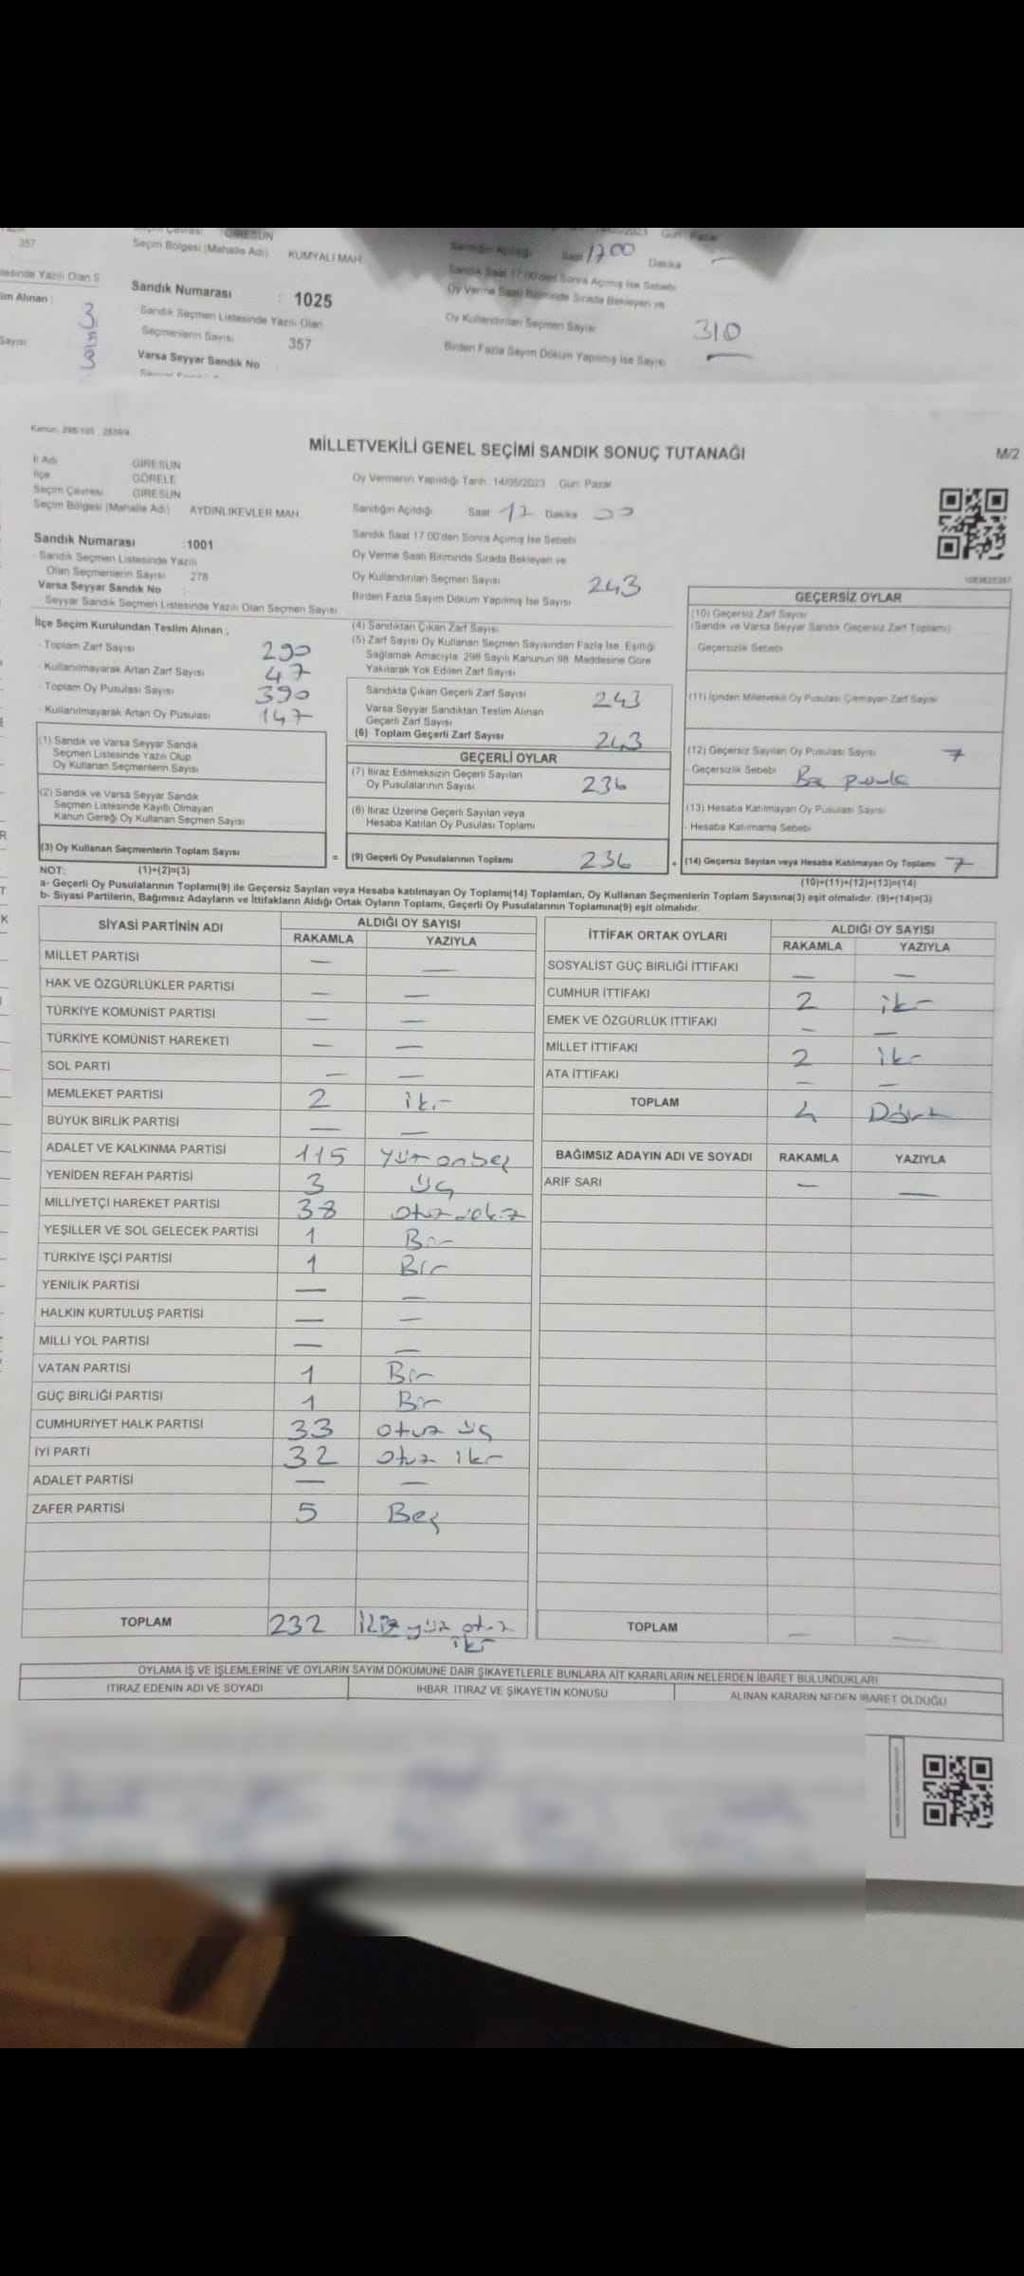 357
Seçim Çevresi GİRESUN
Seçim Bölgesi (Mahalle Adı) KUMYALI MAH.
Sandık Numarası : 1025
Sandık Seçmen Listesinde Yazılı Olan
Seçmenlerin Sayısı 357
Varsa Seyyar Sandık No
Gün Pazar
Sandığın Açıldığı Saat 17 00 Dakika
Sandık Saat 17:00'den Sonra Açılmış İse Sebebi
Oy Verme Saati Bitiminde Sırada Bekleyen ve
Oy Kullandırılan Seçmen Sayısı 310
Birden Fazla Sayım Döküm Yapılmış İse Sayısı —
MİLLETVEKİLİ GENEL SEÇİMİ SANDIK SONUÇ TUTANAĞI
M/2
İl Adı GİRESUN
İlçe GÖRELE
Seçim Çevresi GİRESUN
Seçim Bölgesi (Mahalle Adı) AYDINLIKEVLER MAH.
Sandık Numarası :1001
Sandık Seçmen Listesinde Yazılı
Olan Seçmenlerin Sayısı 278
Varsa Seyyar Sandık No
Seyyar Sandık Seçmen Listesinde Yazılı Olan Seçmen Sayısı
Oy Vermenin Yapıldığı Tarih : 14/05/2023 Gün: Pazar
Sandığın Açıldığı Saat 17 Dakika 00
Sandık Saat 17:00'den Sonra Açılmış İse Sebebi
Oy Verme Saati Bitiminde Sırada Bekleyen ve
Oy Kullandırılan Seçmen Sayısı 243
Birden Fazla Sayım Döküm Yapılmış İse Sayısı
İlçe Seçim Kurulundan Teslim Alınan ;
- Toplam Zarf Sayısı 290
- Kullanılmayarak Artan Zarf Sayısı 47
- Toplam Oy Pusulası Sayısı 390
- Kullanılmayarak Artan Oy Pusulası 147
(1) Sandık ve Varsa Seyyar Sandık
Seçmen Listesinde Yazılı Olup
Oy Kullanan Seçmenlerin Sayısı
(2) Sandık ve Varsa Seyyar Sandık
Seçmen Listesinde Kayıtlı Olmayan
Kanun Gereği Oy Kullanan Seçmen Sayısı
(3) Oy Kullanan Seçmenlerin Toplam Sayısı
(4) Sandıktan Çıkan Zarf Sayısı
(5) Zarf Sayısı Oy Kullanan Seçmen Sayısından Fazla İse, Eşitliği
Sağlamak Amacıyla, 298 Sayılı Kanunun 98. Maddesine Göre
Yakılarak Yok Edilen Zarf Sayısı
Sandıkta Çıkan Geçerli Zarf Sayısı 243
Varsa Seyyar Sandıktan Teslim Alınan
Geçerli Zarf Sayısı
(6) Toplam Geçerli Zarf Sayısı 243
GEÇERLİ OYLAR
(7) İtiraz Edilmeksizin Geçerli Sayılan
Oy Pusulalarının Sayısı 236
(8) İtiraz Üzerine Geçerli Sayılan veya
Hesaba Katılan Oy Pusulası Toplamı
= (9) Geçerli Oy Pusulalarının Toplamı 236
GEÇERSİZ OYLAR
(10) Geçersiz Zarf Sayısı
(Sandık ve Varsa Seyyar Sandık Geçersiz Zarf Toplamı)
- Geçersizlik Sebebi
(11) İçinden Milletvekili Oy Pusulası Çıkmayan Zarf Sayısı
(12) Geçersiz Sayılan Oy Pusulası Sayısı 7
- Geçersizlik Sebebi
(13) Hesaba Katılmayan Oy Pusulası Sayısı
- Hesaba Katılmama Sebebi
+ (14) Geçersiz Sayılan veya Hesaba Katılmayan Oy Toplamı 7
NOT: (1)+(2)=(3) (10)+(11)+(12)+(13)=(14)
a- Geçerli Oy Pusulalarının Toplamı(9) ile Geçersiz Sayılan veya Hesaba katılmayan Oy Toplamı(14) Toplamları, Oy Kullanan Seçmenlerin Toplam Sayısına(3) eşit olmalıdır. (9)+(14)=(3)
b- Siyasi Partilerin, Bağımsız Adayların ve İttifakların Aldığı Ortak Oyların Toplamı, Geçerli Oy Pusulalarının Toplamına(9) eşit olmalıdır.
SİYASİ PARTİNİN ADI ALDIĞI OY SAYISI
RAKAMLA YAZIYLA
MİLLET PARTİSİ — —
HAK VE ÖZGÜRLÜKLER PARTİSİ — —
TÜRKİYE KOMÜNİST PARTİSİ — —
TÜRKİYE KOMÜNİST HAREKETİ — —
SOL PARTİ — —
MEMLEKET PARTİSİ 2 iki
BÜYÜK BİRLİK PARTİSİ — —
ADALET VE KALKINMA PARTİSİ 115 yüz onbeş
YENİDEN REFAH PARTİSİ 3 üç
MİLLİYETÇİ HAREKET PARTİSİ 38 otuz sekiz
YEŞİLLER VE SOL GELECEK PARTİSİ 1 Bir
TÜRKİYE İŞÇİ PARTİSİ 1 Bir
YENİLİK PARTİSİ — —
HALKIN KURTULUŞ PARTİSİ — —
MİLLİ YOL PARTİSİ — —
VATAN PARTİSİ 1 Bir
GÜÇ BİRLİĞİ PARTİSİ 1 Bir
CUMHURİYET HALK PARTİSİ 33 otuz üç
İYİ PARTİ 32 otuz iki
ADALET PARTİSİ — —
ZAFER PARTİSİ 5 Beş
TOPLAM 232 iki yüz otuz
iki
İTTİFAK ORTAK OYLARI ALDIĞI OY SAYISI
RAKAMLA YAZIYLA
SOSYALİST GÜÇ BİRLİĞİ İTTİFAKI — —
CUMHUR İTTİFAKI 2 iki
EMEK VE ÖZGÜRLÜK İTTİFAKI — —
MİLLET İTTİFAKI 2 iki
ATA İTTİFAKI — —
TOPLAM 4 Dört
BAĞIMSIZ ADAYIN ADI VE SOYADI RAKAMLA YAZIYLA
ARİF SARI — —
TOPLAM — —
OYLAMA İŞ VE İŞLEMLERİNE VE OYLARIN SAYIM DÖKÜMÜNE DAİR ŞİKAYETLERLE BUNLARA AİT KARARLARIN NELERDEN İBARET BULUNDUKLARI
İTİRAZ EDENİN ADI VE SOYADI İHBAR, İTİRAZ VE ŞİKAYETİN KONUSU ALINAN KARARIN NEDEN İBARET OLDUĞU